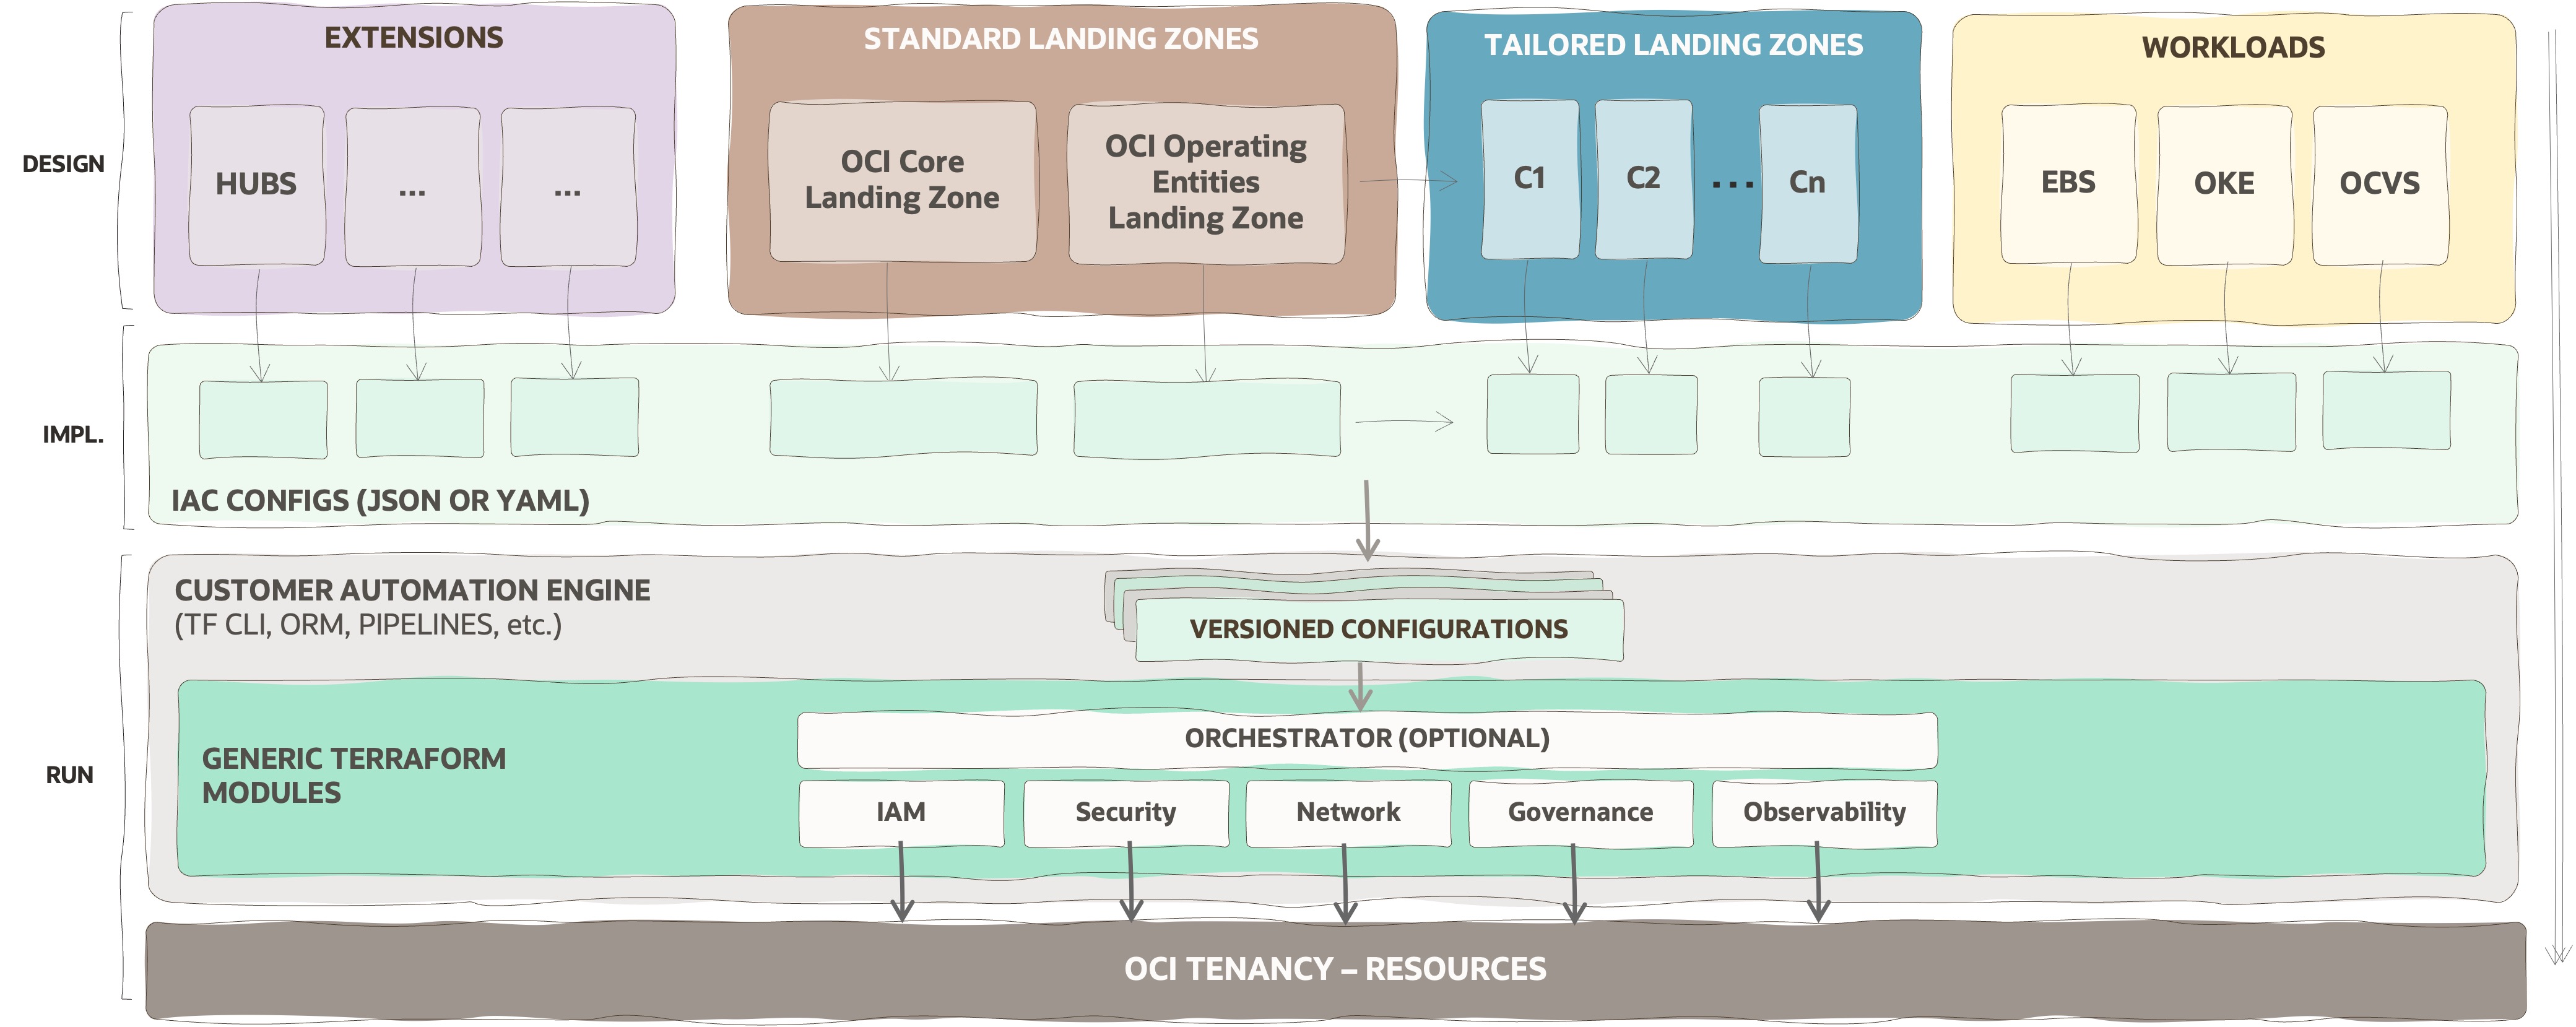 DESIGN
EXTENSIONS
HUBS
...
...
STANDARD LANDING ZONES
OCI Core
Landing Zone
OCI Operating
Entities
Landing Zone
TAILORED LANDING ZONES
C1
C2
...
Cn
WORKLOADS
EBS
OKE
OCVS
IMPL.
IAC CONFIGS (JSON OR YAML)
RUN
CUSTOMER AUTOMATION ENGINE
(TF CLI, ORM, PIPELINES, etc.)
VERSIONED CONFIGURATIONS
GENERIC TERRAFORM
MODULES
ORCHESTRATOR (OPTIONAL)
IAM
Security
Network
Governance
Observability
OCI TENANCY – RESOURCES